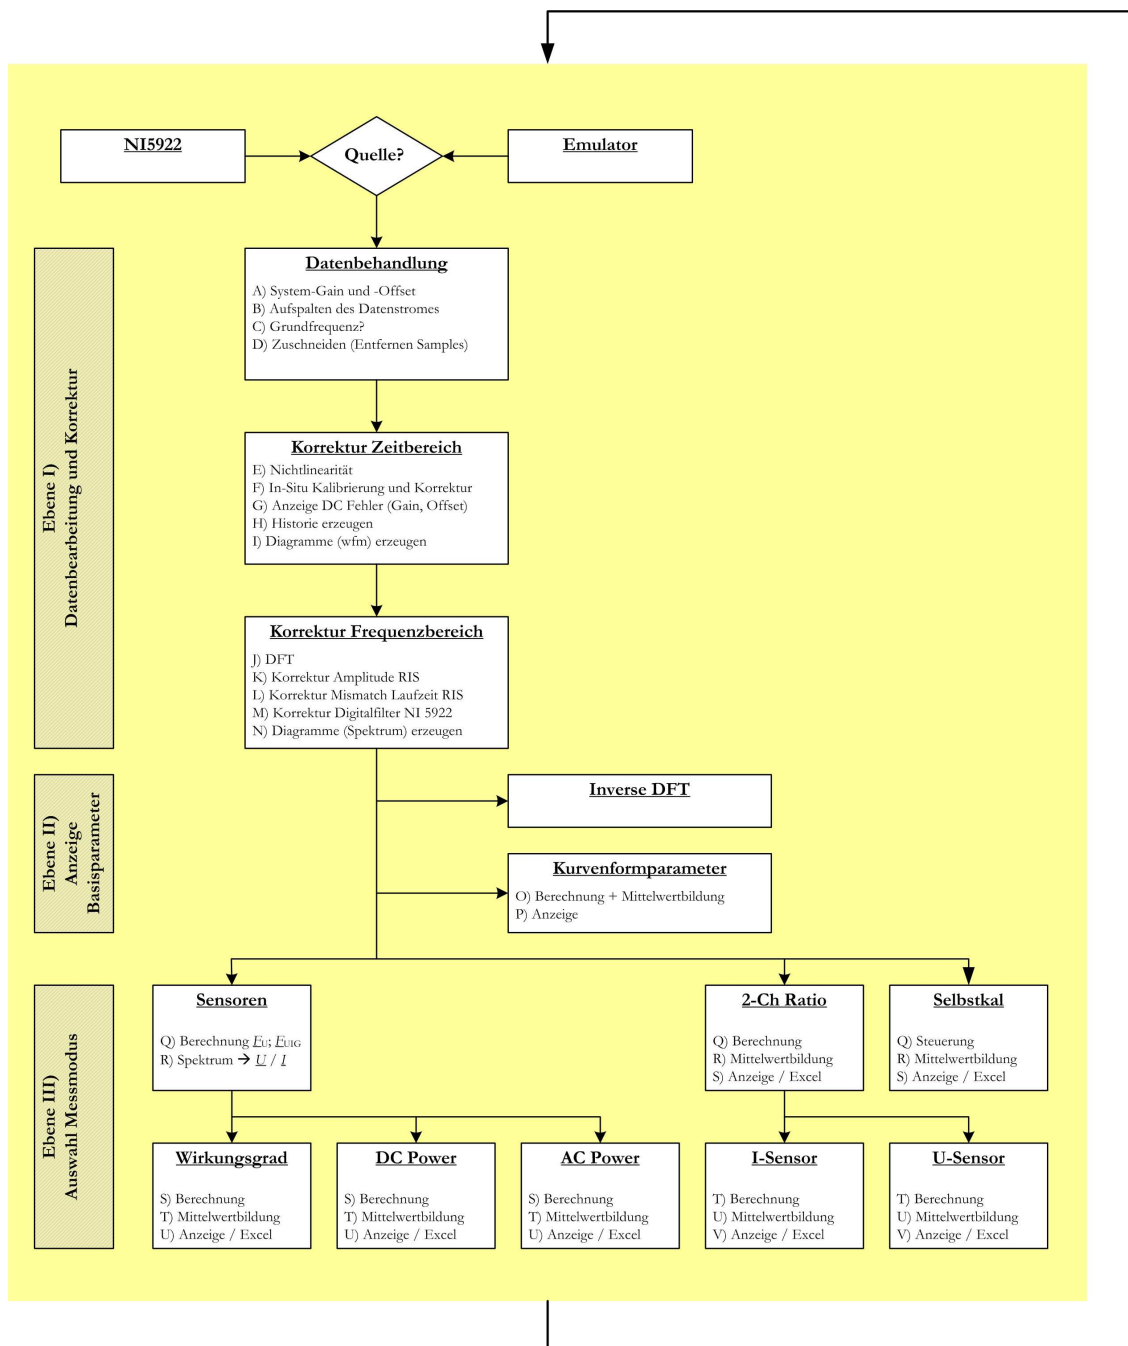 NI5922
Quelle?
Emulator
Ebene I)
Datenbearbeitung und Korrektur
Datenbehandlung
A) System-Gain und -Offset
B) Aufspalten des Datenstromes
C) Grundfrequenz?
D) Zuschneiden (Entfernen Samples)
Korrektur Zeitbereich
E) Nichtlinearität
F) In-Situ Kalibrierung und Korrektur
G) Anzeige DC Fehler (Gain, Offset)
H) Historie erzeugen
I) Diagramme (wfm) erzeugen
Korrektur Frequenzbereich
J) DFT
K) Korrektur Amplitude RIS
L) Korrektur Mismatch Laufzeit RIS
M) Korrektur Digitalfilter NI 5922
N) Diagramme (Spektrum) erzeugen
Ebene II)
Anzeige
Basisparameter
Inverse DFT
Kurvenformparameter
O) Berechnung + Mittelwertbildung
P) Anzeige
Ebene III)
Auswahl Messmodus
Sensoren
Q) Berechnung FU; FUIG
R) Spektrum → U / I
2-Ch Ratio
Q) Berechnung
R) Mittelwertbildung
S) Anzeige / Excel
Selbstkal
Q) Steuerung
R) Mittelwertbildung
S) Anzeige / Excel
Wirkungsgrad
S) Berechnung
T) Mittelwertbildung
U) Anzeige / Excel
DC Power
S) Berechnung
T) Mittelwertbildung
U) Anzeige / Excel
AC Power
S) Berechnung
T) Mittelwertbildung
U) Anzeige / Excel
I-Sensor
T) Berechnung
U) Mittelwertbildung
V) Anzeige / Excel
U-Sensor
T) Berechnung
U) Mittelwertbildung
V) Anzeige / Excel